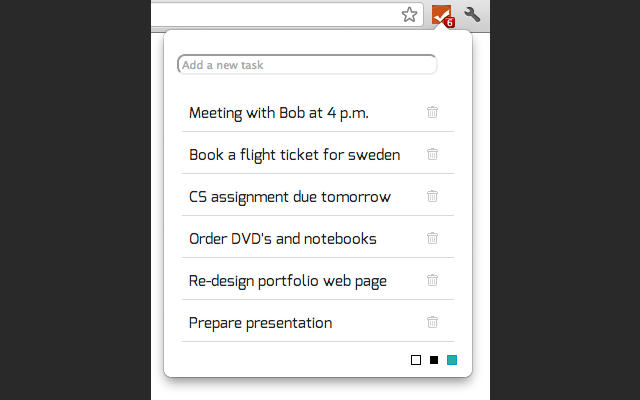 6
Add a new task
Meeting with Bob at 4 p.m.
Book a flight ticket for sweden
CS assignment due tomorrow
Order DVD's and notebooks
Re-design portfolio web page
Prepare presentation